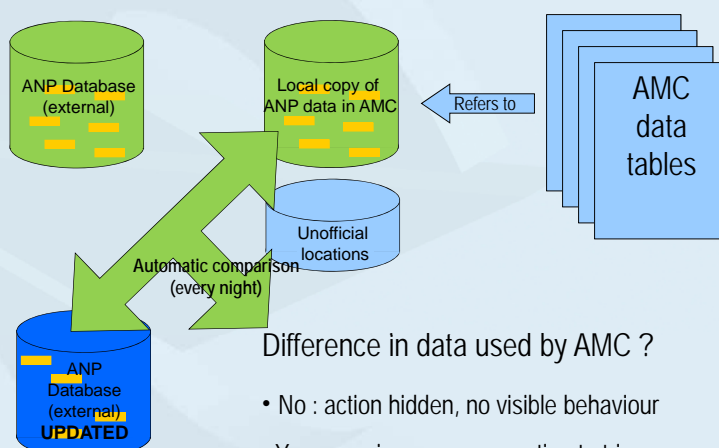 ANP Database
(external)
Local copy of
ANP data in AMC
Refers to
AMC
data
tables
Unofficial
locations
Automatic comparison
(every night)
ANP
Database
(external)
UPDATED
Difference in data used by AMC ?
• No : action hidden, no visible behaviour